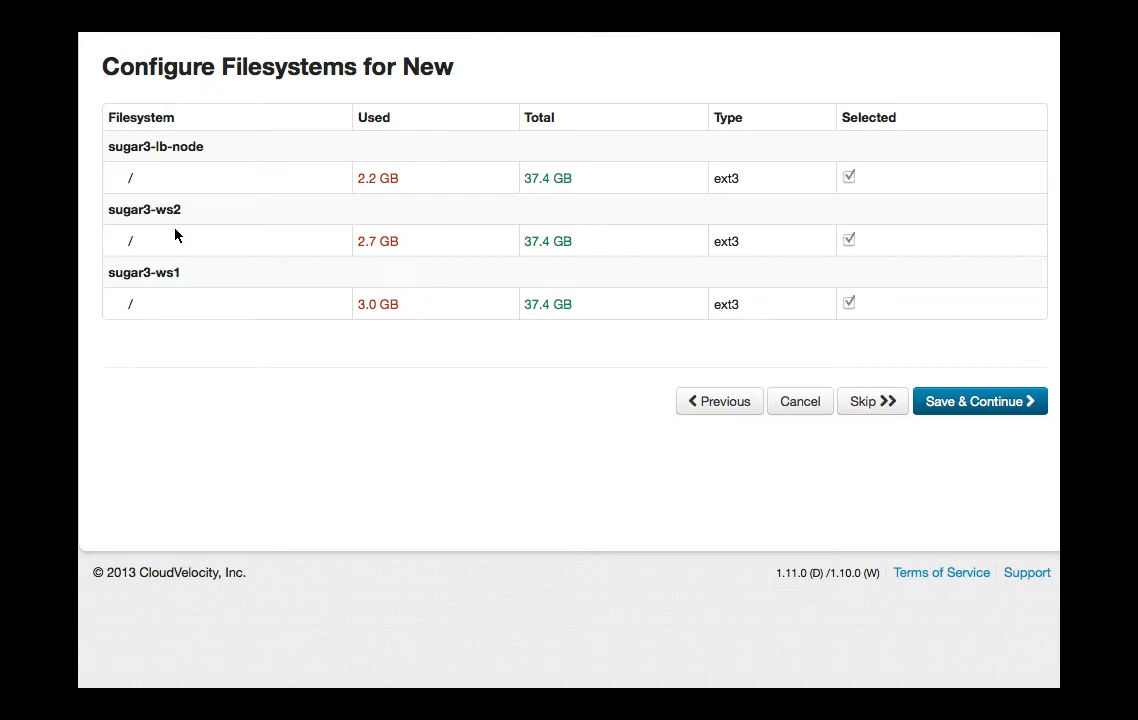 Configure Filesystems for New
Filesystem Used Total Type Selected
sugar3-lb-node
/ 2.2 GB 37.4 GB ext3
sugar3-ws2
/ 2.7 GB 37.4 GB ext3
sugar3-ws1
/ 3.0 GB 37.4 GB ext3
Previous Cancel Skip Save & Continue
© 2013 CloudVelocity, Inc. 1.11.0 (D) /1.10.0 (W) Terms of Service Support